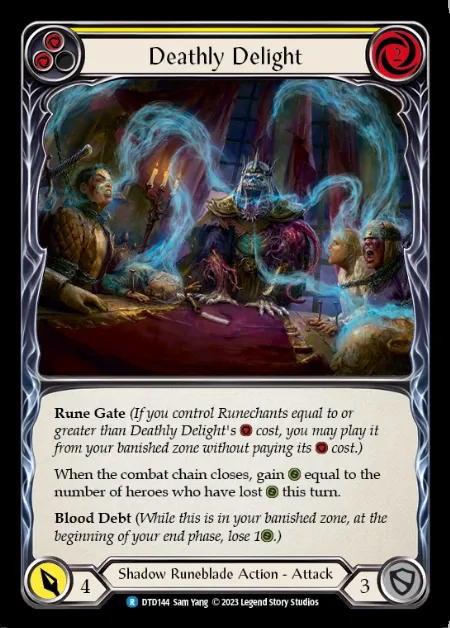 Deathly Delight
2
Rune Gate (If you control Runechants equal to or
greater than Deathly Delight's cost, you may play it
from your banished zone without paying its cost.)
When the combat chain closes, gain equal to the
number of heroes who have lost this turn.
Blood Debt (While this is in your banished zone, at the
beginning of your end phase, lose 1.)
4
Shadow Runeblade Action - Attack
3
R DTD144 Sam Yang © 2023 Legend Story Studios